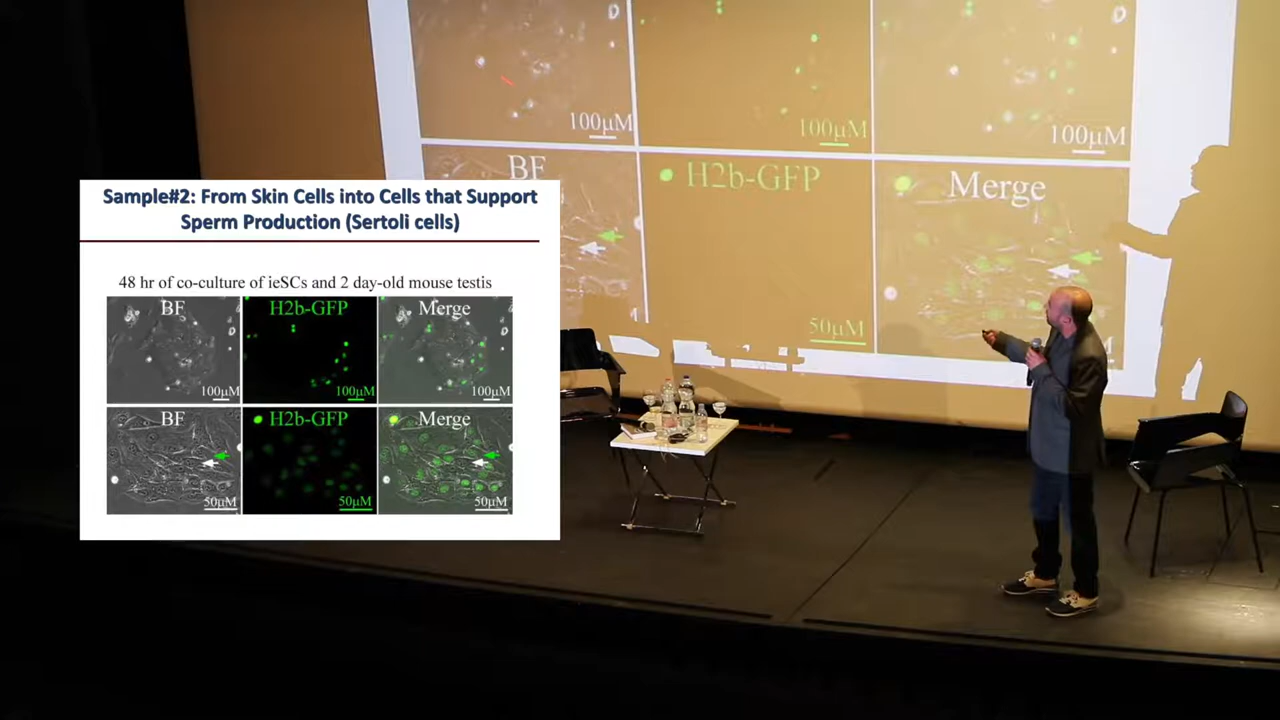 D
D
100µM
100µM
100µM
BF
H2b-GFP
Merge
50µM
Sample#2: From Skin Cells into Cells that Support
Sperm Production (Sertoli cells)
48 hr of co-culture of ieSCs and 2 day-old mouse testis
BF
H2b-GFP
Merge
D
D
100µM
100µM
100µM
BF
H2b-GFP
Merge
50µM
50µM
50µM